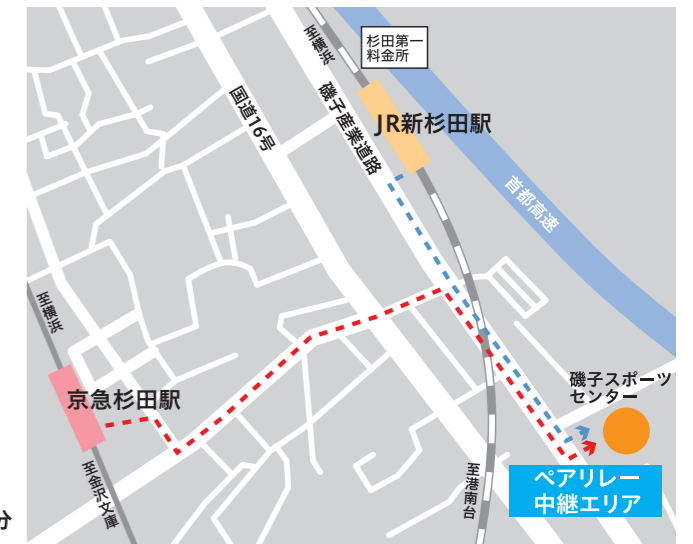 至横浜
杉田第一
料金所
国道16号
磯子産業道路
JR新杉田駅
首都高速
至横浜
京急杉田駅
磯子スポーツ
センター
至金沢文庫
至港南台
ペアリレー
中継エリア
分